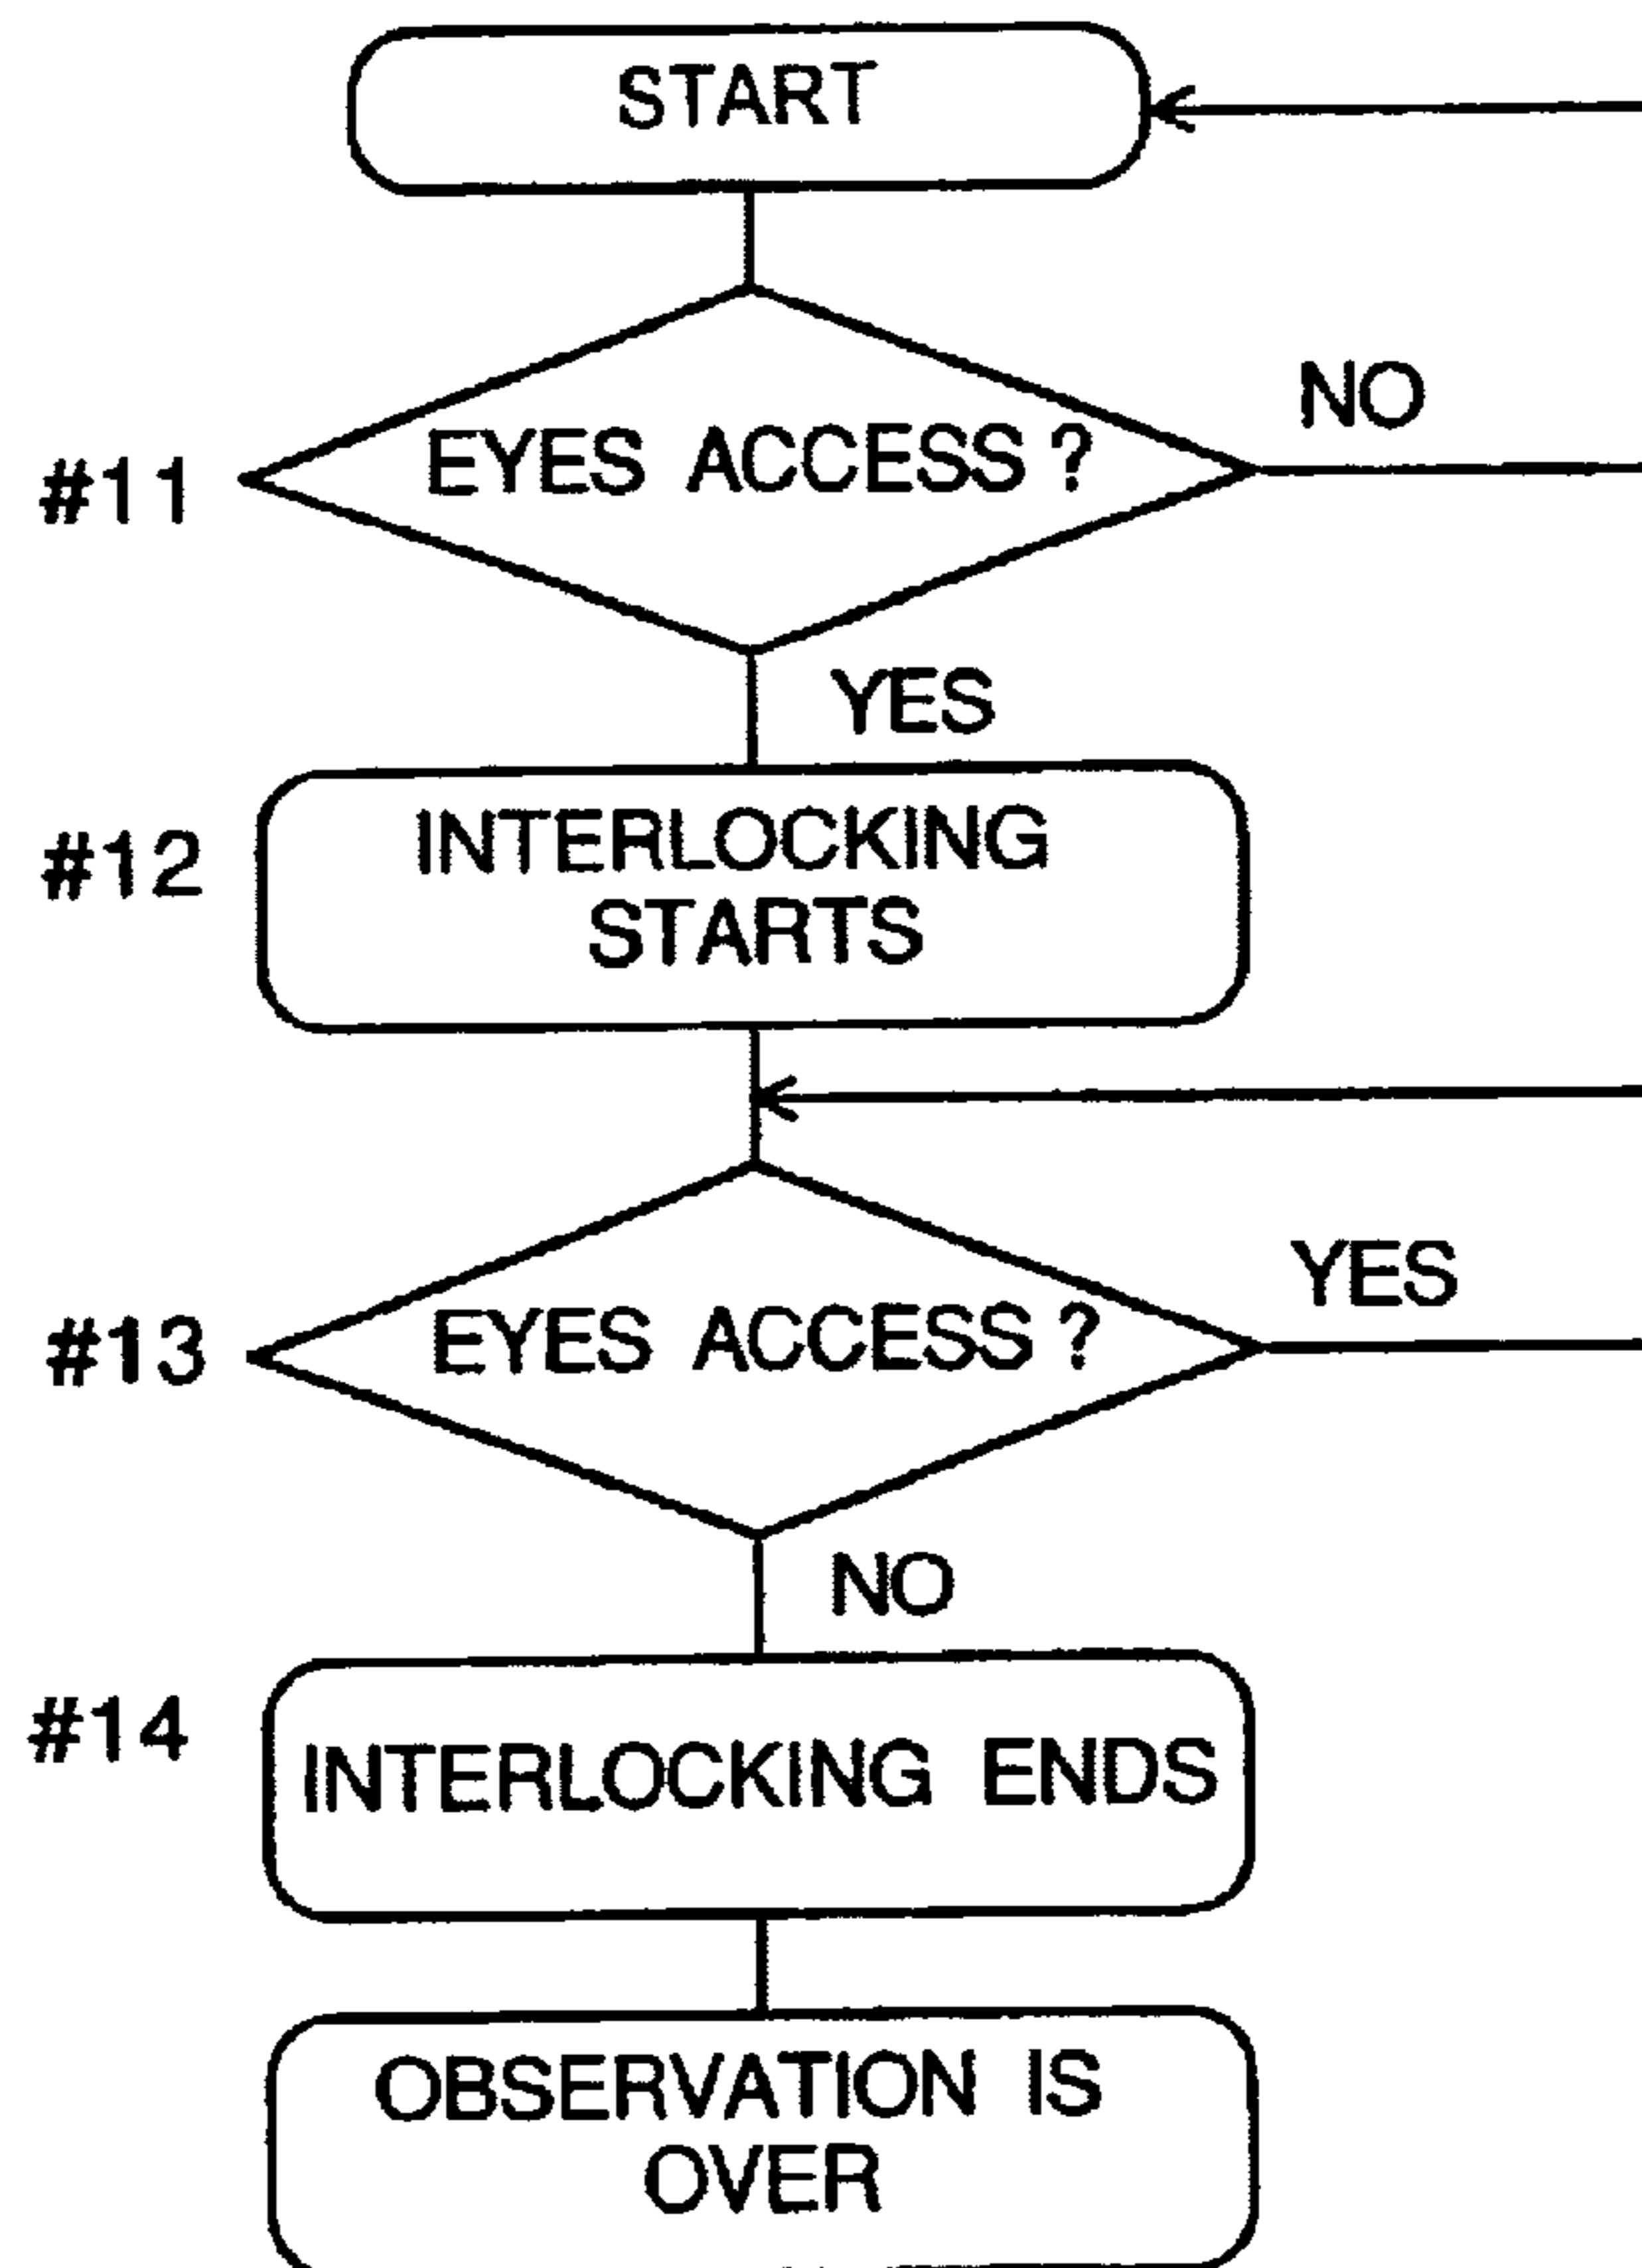 START
#11
EYES ACCESS ?
NO
YES
#12
INTERLOCKING
STARTS
#13
EYES ACCESS ?
YES
NO
#14
INTERLOCKING ENDS
OBSERVATION IS
OVER